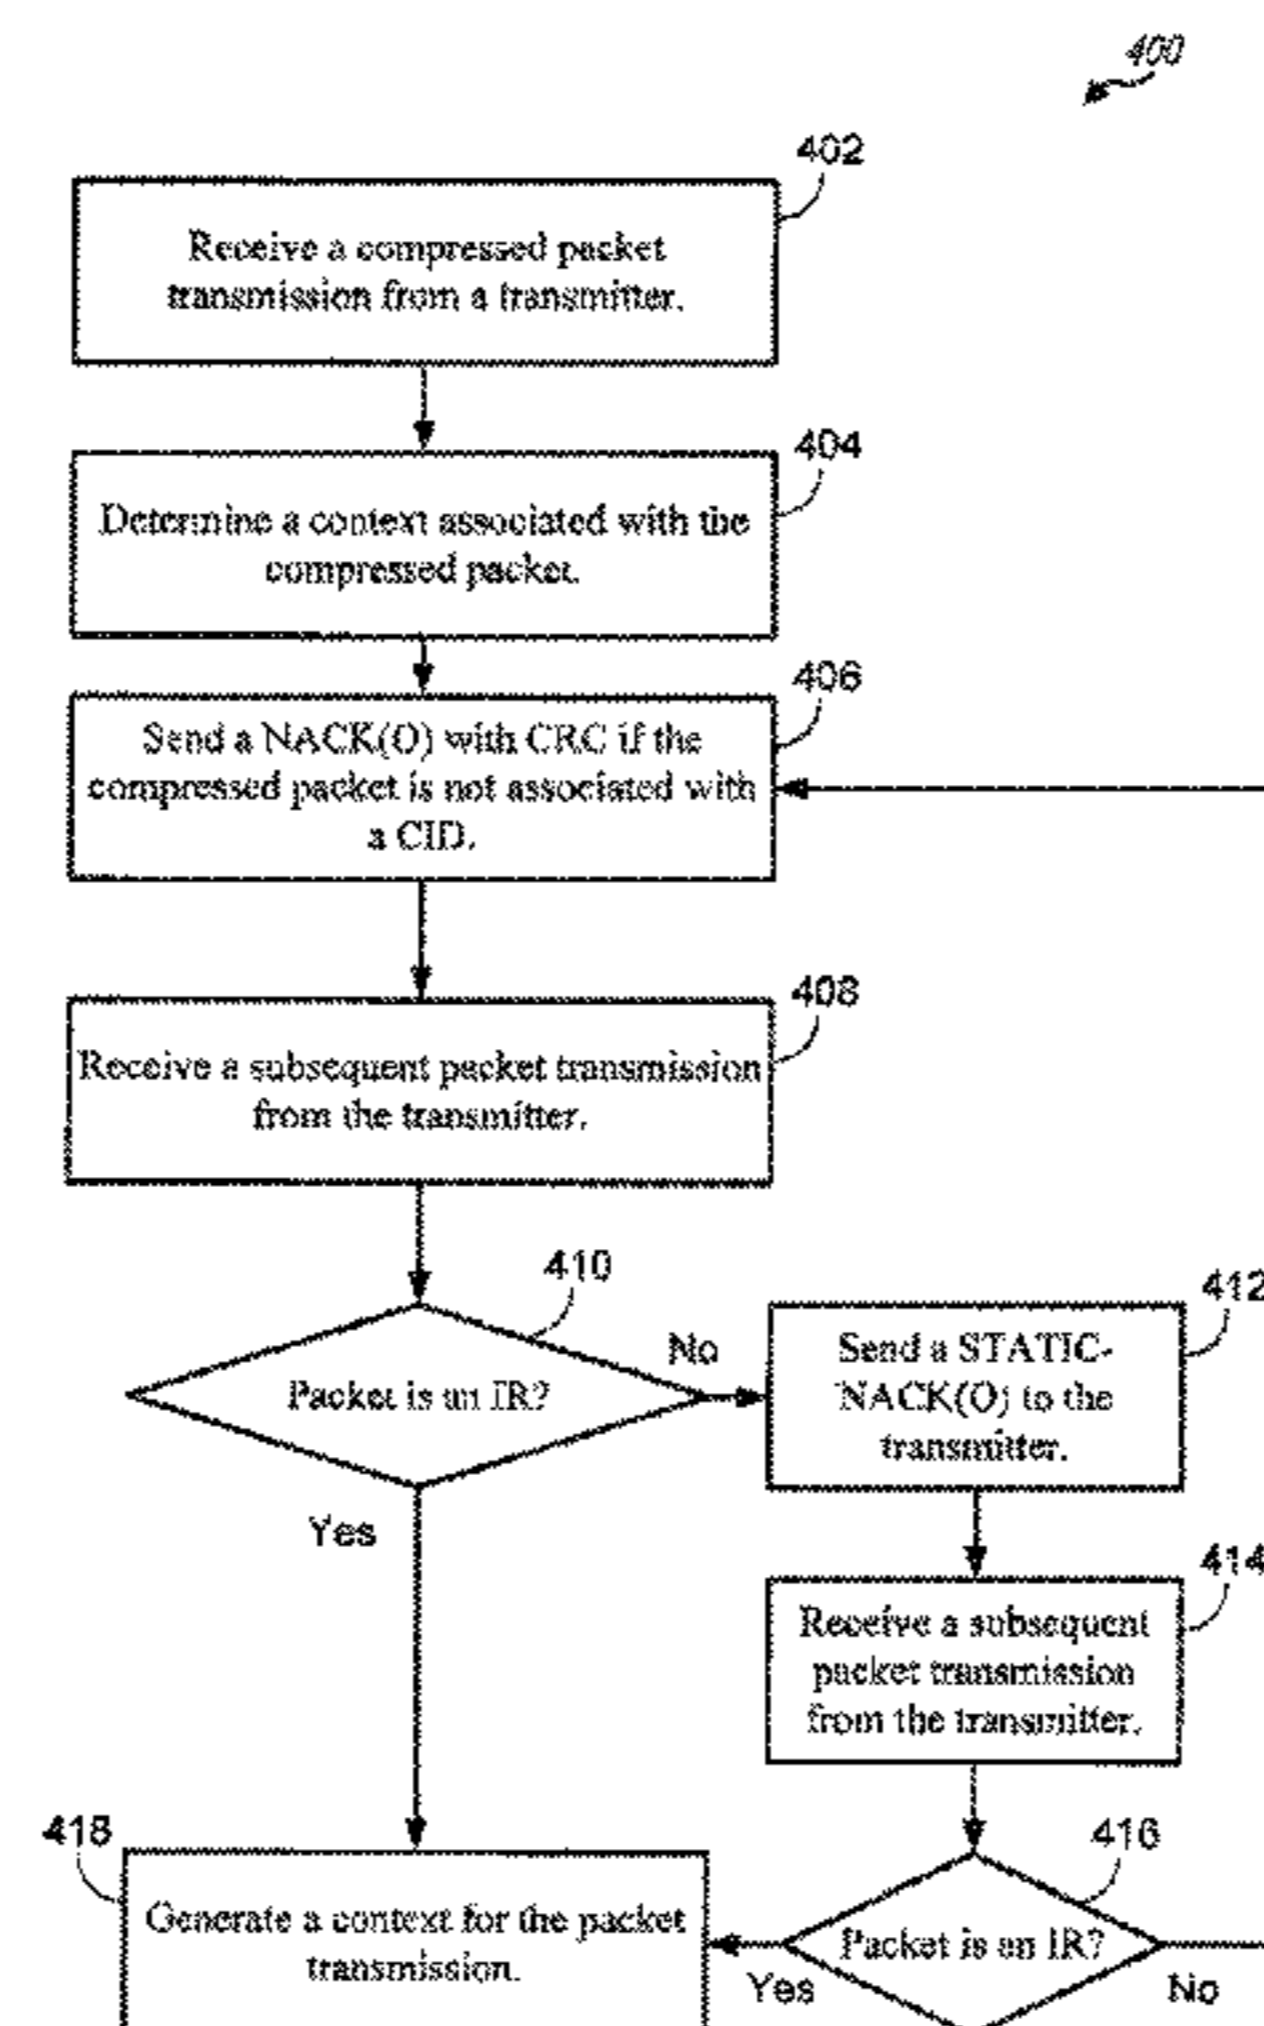 400
402
Receive a compressed packet
transmission from a transmitter.
404
Determine a context associated with the
compressed packet.
406
Send a NACK(O) with CRC if the
compressed packet is not associated with
a CID.
408
Receive a subsequent packet transmission
from the transmitter.
410
Packet is an IR?
No
412
Send a STATIC-
NACK(O) to the
transmitter.
Yes
414
Receive a subsequent
packet transmission
from the transmitter.
418
Generate a context for the packet
transmission.
416
Packet is an IR?
Yes
No